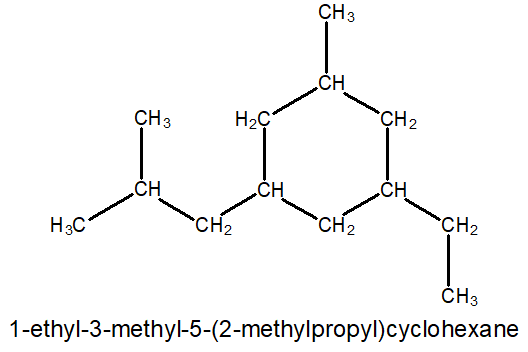 CH₃
CH
H₂C CH₂
CH₃
CH CH CH
H₃C CH₂ CH₂ CH₂
CH₃
1-ethyl-3-methyl-5-(2-methylpropyl)cyclohexane